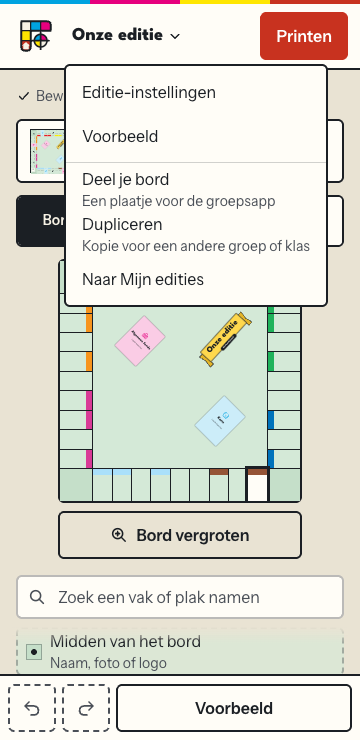 Onze editie
Printen
Bew
Editie-instellingen
Voorbeeld
Deel je bord
Een plaatje voor de groepsapp
Dupliceren
Kopie voor een andere groep of klas
Naar Mijn edities
Bor
Onze editie
Bord vergroten
Zoek een vak of plak namen
Midden van het bord
Naam, foto of logo
Voorbeeld